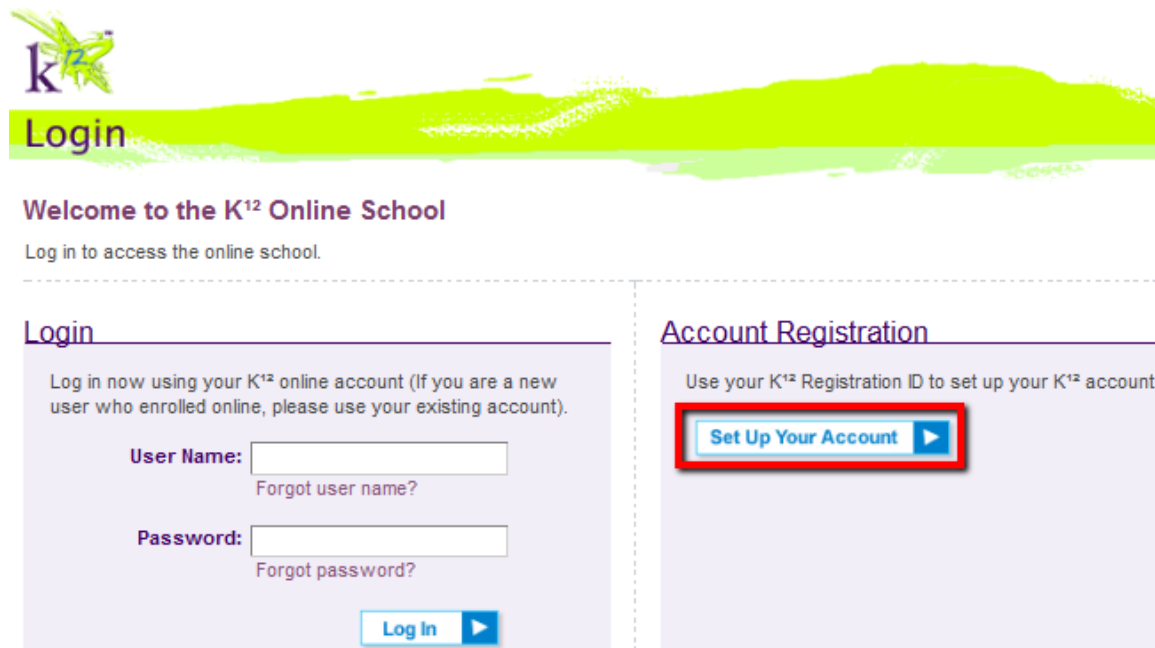 k12™
Login
Welcome to the K¹² Online School
Log in to access the online school.
Login
Log in now using your K¹² online account (If you are a new
user who enrolled online, please use your existing account).
User Name:
Forgot user name?
Password:
Forgot password?
Log In
Account Registration
Use your K¹² Registration ID to set up your K¹² account
Set Up Your Account